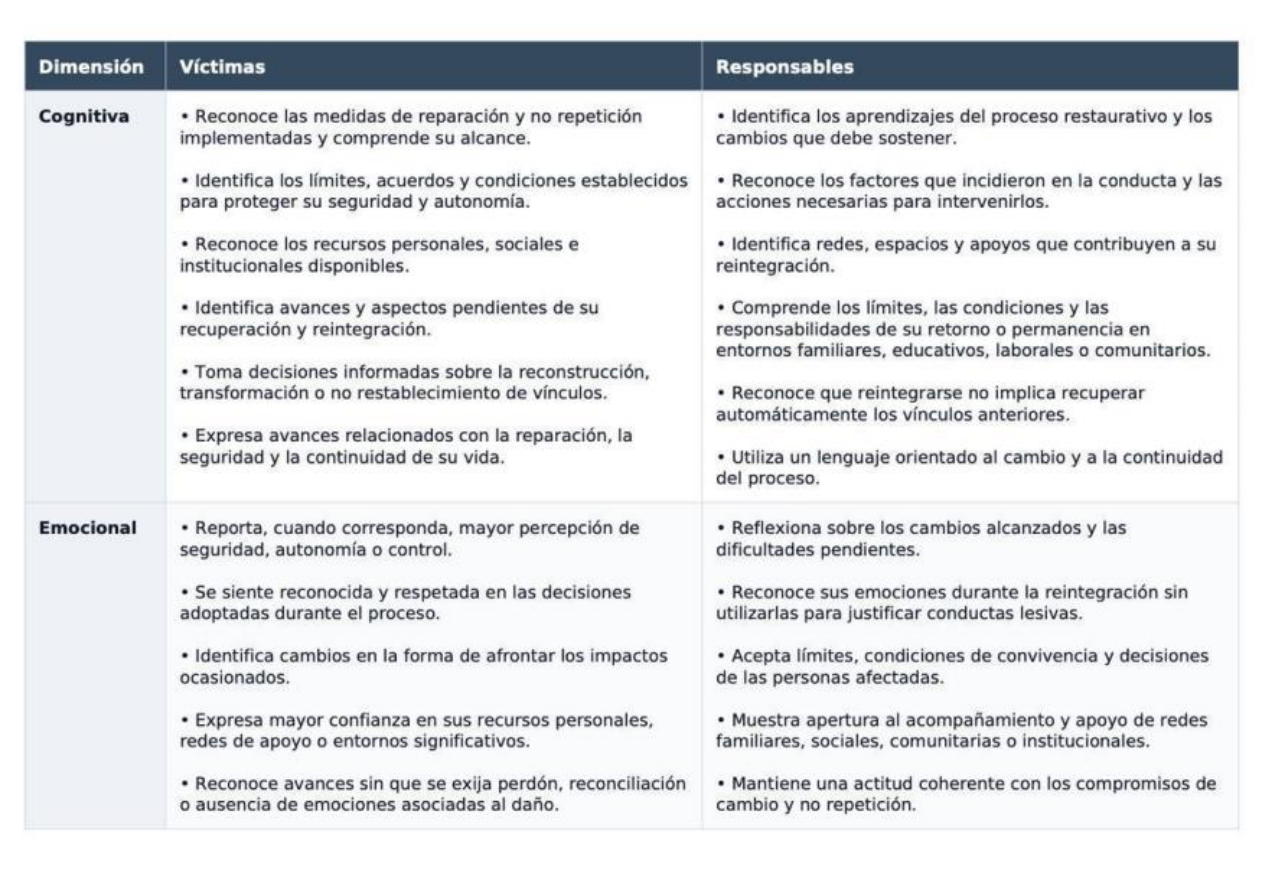 Dimensión
Víctimas
Responsables
Cognitiva
• Reconoce las medidas de reparación y no repetición
implementadas y comprende su alcance.
• Identifica los límites, acuerdos y condiciones establecidos
para proteger su seguridad y autonomía.
• Reconoce los recursos personales, sociales e
institucionales disponibles.
• Identifica avances y aspectos pendientes de su
recuperación y reintegración.
• Toma decisiones informadas sobre la reconstrucción,
transformación o no restablecimiento de vínculos.
• Expresa avances relacionados con la reparación, la
seguridad y la continuidad de su vida.
• Identifica los aprendizajes del proceso restaurativo y los
cambios que debe sostener.
• Reconoce los factores que incidieron en la conducta y las
acciones necesarias para intervenirlos.
• Identifica redes, espacios y apoyos que contribuyen a su
reintegración.
• Comprende los límites, las condiciones y las
responsabilidades de su retorno o permanencia en
entornos familiares, educativos, laborales o comunitarios.
• Reconoce que reintegrarse no implica recuperar
automáticamente los vínculos anteriores.
• Utiliza un lenguaje orientado al cambio y a la continuidad
del proceso.
Emocional
• Reporta, cuando corresponda, mayor percepción de
seguridad, autonomía o control.
• Se siente reconocida y respetada en las decisiones
adoptadas durante el proceso.
• Identifica cambios en la forma de afrontar los impactos
ocasionados.
• Expresa mayor confianza en sus recursos personales,
redes de apoyo o entornos significativos.
• Reconoce avances sin que se exija perdón, reconciliación
o ausencia de emociones asociadas al daño.
• Reflexiona sobre los cambios alcanzados y las
dificultades pendientes.
• Reconoce sus emociones durante la reintegración sin
utilizarlas para justificar conductas lesivas.
• Acepta límites, condiciones de convivencia y decisiones
de las personas afectadas.
• Muestra apertura al acompañamiento y apoyo de redes
familiares, sociales, comunitarias o institucionales.
• Mantiene una actitud coherente con los compromisos de
cambio y no repetición.